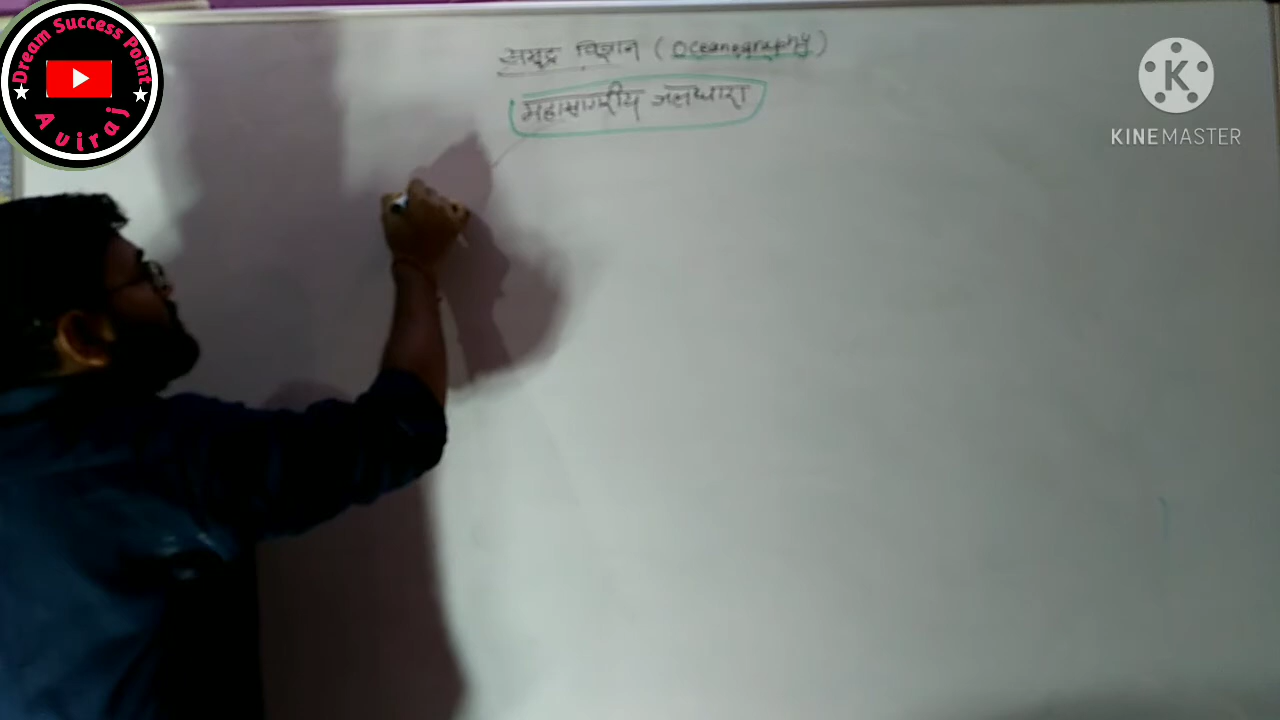 Dream Success Point
Aviraj
समुद्र विज्ञान (Oceanography)
महासागरीय जलधारा
K
KINEMASTER